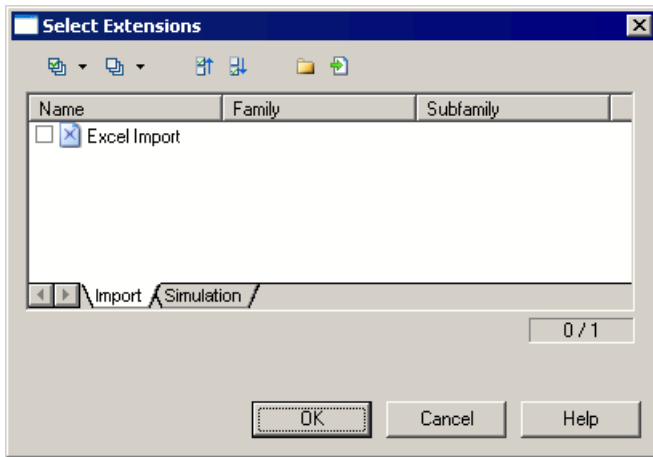 Select Extensions
Name Family Subfamily
Excel Import
Import Simulation
0 / 1
OK Cancel Help